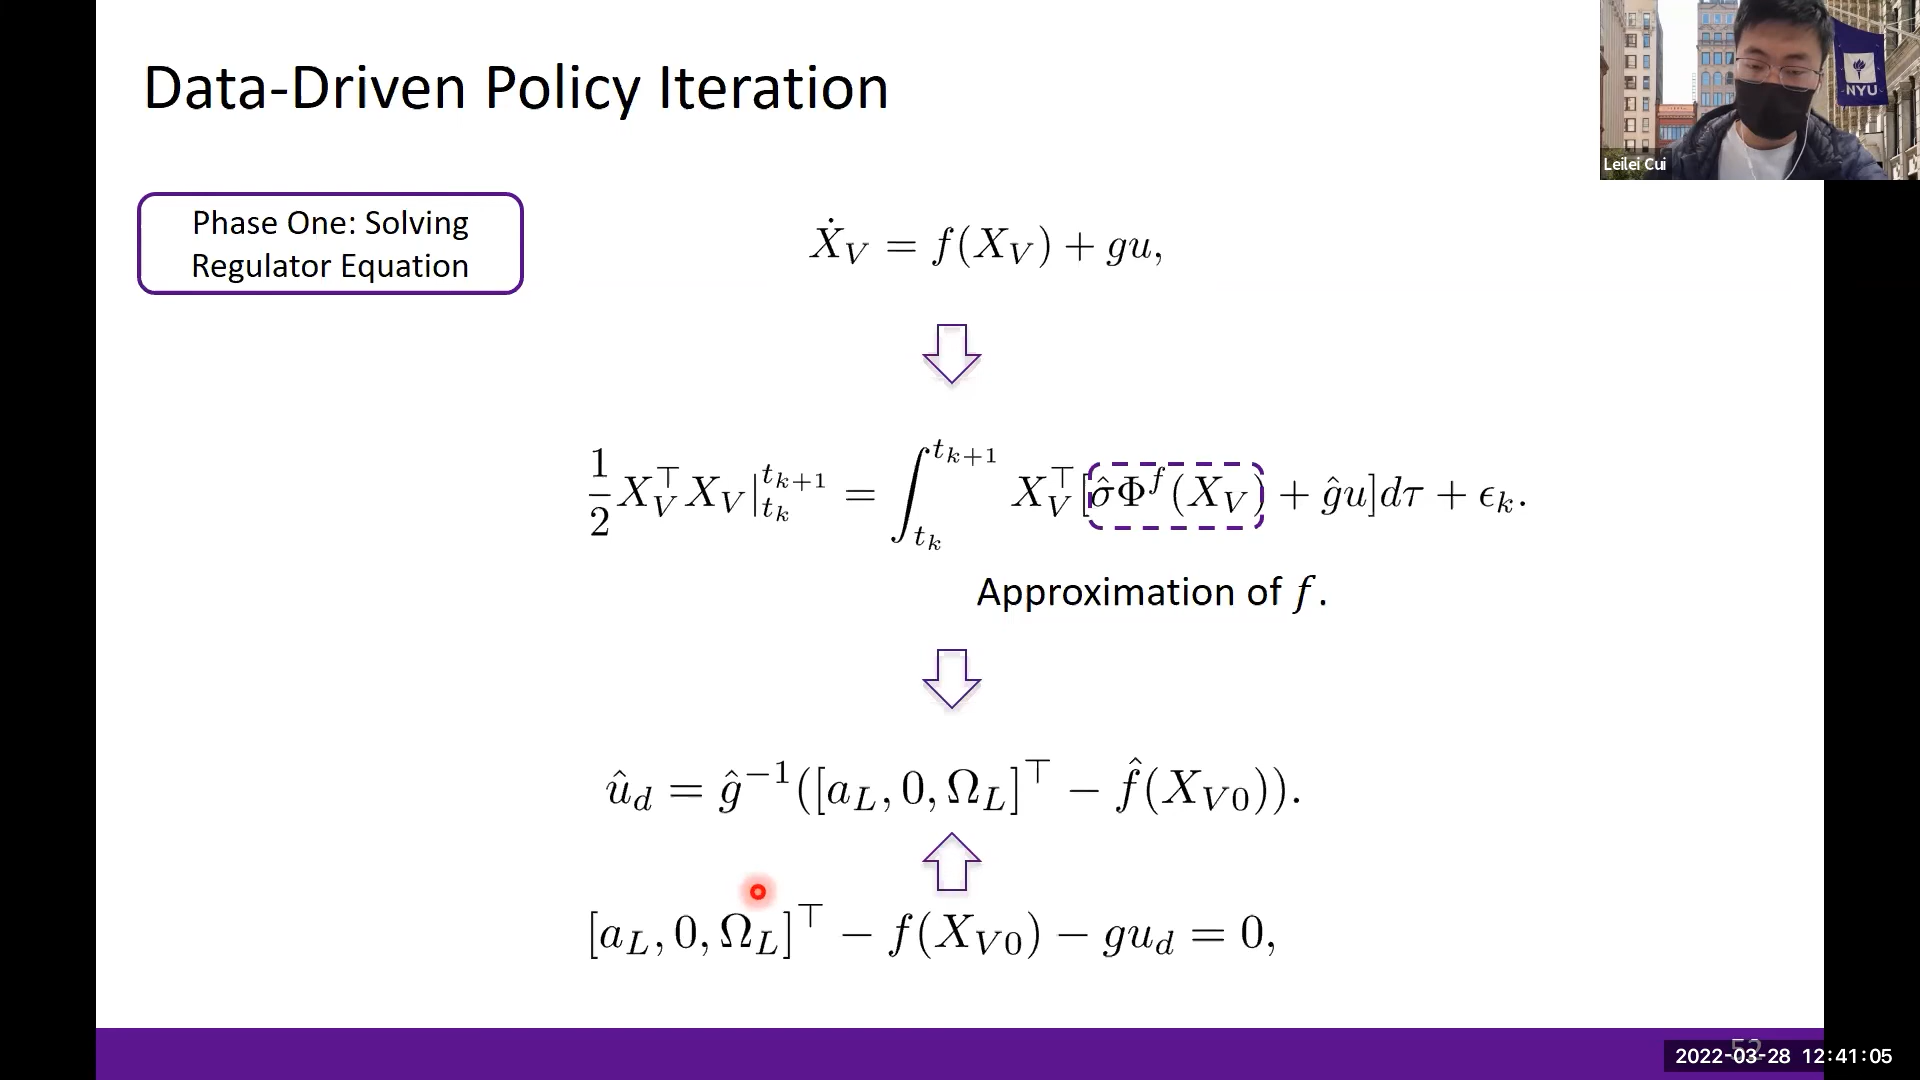 Data-Driven Policy Iteration
NYU
Leilei Cui
Phase One: Solving
Regulator Equation
Ẋ_V = f(X_V) + gu,
1/2 X_V^⊤ X_V|_{t_k}^{t_{k+1}} = ∫_{t_k}^{t_{k+1}} X_V^⊤[σ̂Φ^f(X_V) + ĝu]dτ + ϵ_k.
Approximation of f.
û_d = ĝ^{−1}([a_L, 0, Ω_L]^⊤ − f̂(X_{V0})).
[a_L, 0, Ω_L]^⊤ − f(X_{V0}) − gu_d = 0,
52
2022-03-28 12:41:05